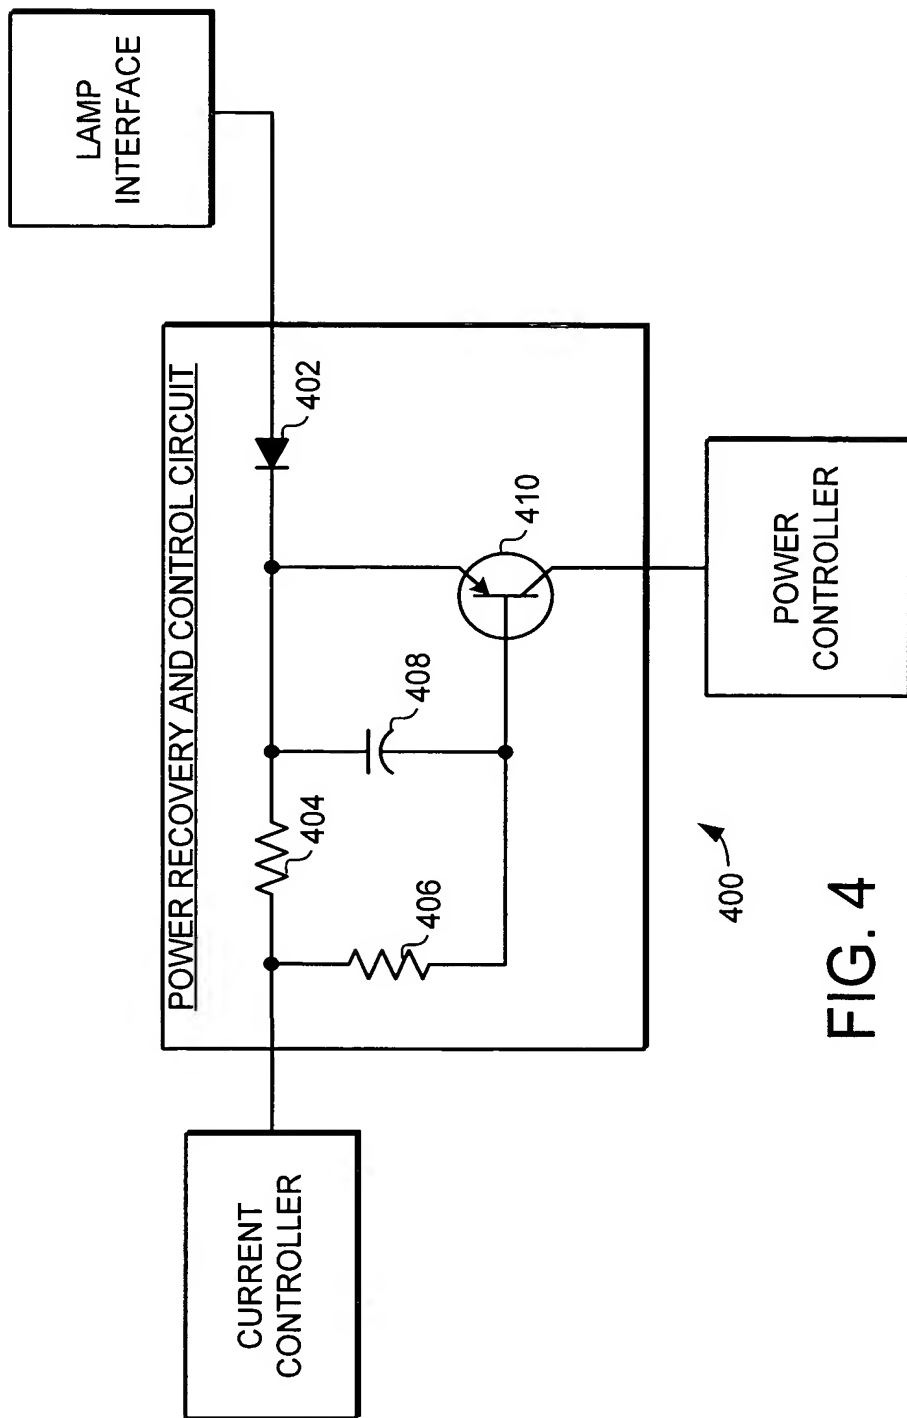 LAMP
INTERFACE
POWER RECOVERY AND CONTROL CIRCUIT
402
404
406
408
410
CURRENT
CONTROLLER
POWER
CONTROLLER
400
FIG. 4